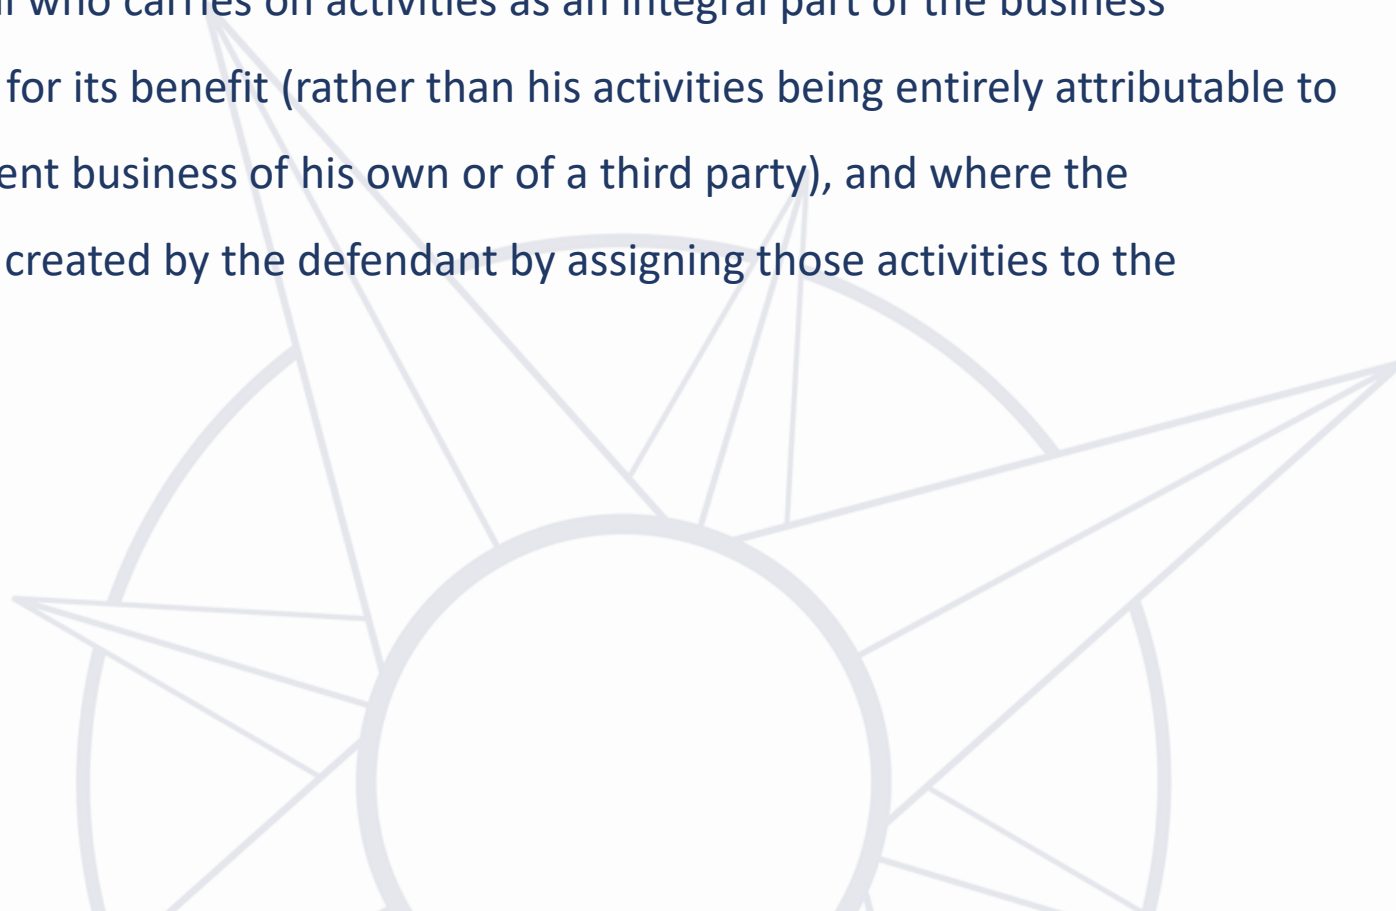 who carries on activities as an integral part of the business
for its benefit (rather than his activities being entirely attributable to
ent business of his own or of a third party), and where the
created by the defendant by assigning those activities to the